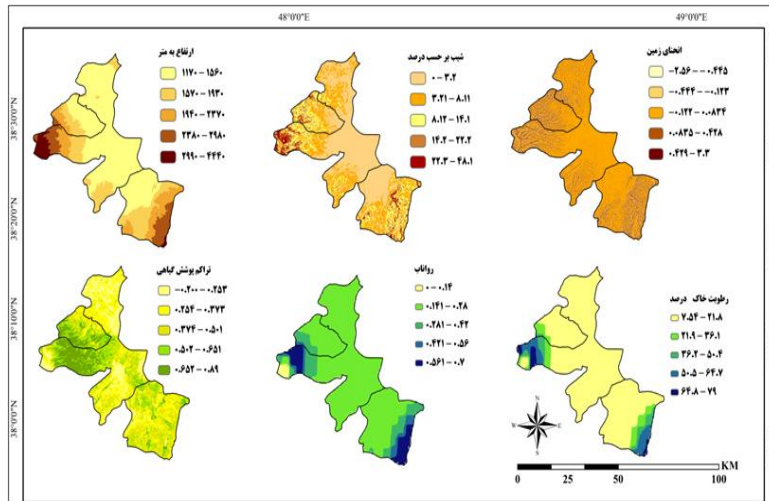 48°0'0"E
49°0'0"E
38°30'0"N
38°20'0"N
38°10'0"N
38°0'0"N
ارتفاع به متر
۱۱۷۰ – ۱۵۶۰
۱۵۷۰ – ۱۹۳۰
۱۹۴۰ – ۲۳۷۰
۲۳۸۰ – ۲۹۸۰
۲۹۹۰ – ۴۴۴۰
شیب بر حسب درصد
۰ – ۳.۲
۳.۲۱ – ۸.۱۱
۸.۱۲ – ۱۴.۱
۱۴.۲ – ۲۲.۲
۲۲.۳ – ۴۸.۱
انحنای زمین
-۲.۵۶ – -۰.۴۴۵
-۰.۴۴۴ – -۰.۱۲۳
-۰.۱۲۲ – ۰.۰۸۳۴
۰.۰۸۳۵ – ۰.۴۲۸
۰.۴۲۹ – ۳.۳
تراکم پوشش گیاهی
-۰.۲۰۰ – ۰.۲۵۳
۰.۲۵۴ – ۰.۳۷۳
۰.۳۷۴ – ۰.۵۰۱
۰.۵۰۲ – ۰.۶۵۱
۰.۶۵۲ – ۰.۸۹
رواناب
۰ – ۰.۱۴
۰.۱۴۱ – ۰.۲۸
۰.۲۸۱ – ۰.۴۲
۰.۴۲۱ – ۰.۵۶
۰.۵۶۱ – ۰.۷
رطوبت خاک درصد
۷.۵۴ – ۲۱.۸
۲۱.۹ – ۳۶.۱
۳۶.۲ – ۵۰.۴
۵۰.۵ – ۶۴.۷
۶۴.۸ – ۷۹
N
W E
S
KM
0 25 50 100